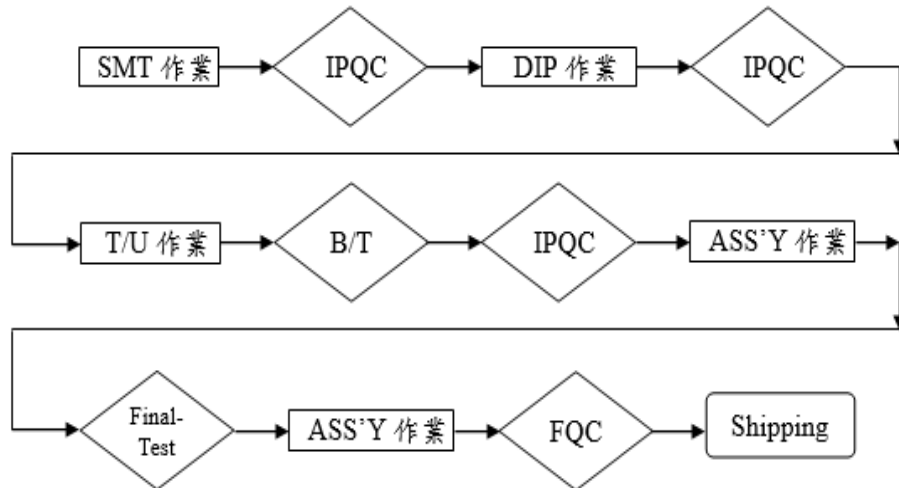 SMT 作業
IPQC
DIP 作業
IPQC
T/U 作業
B/T
IPQC
ASS’Y 作業
Final-
Test
ASS’Y 作業
FQC
Shipping